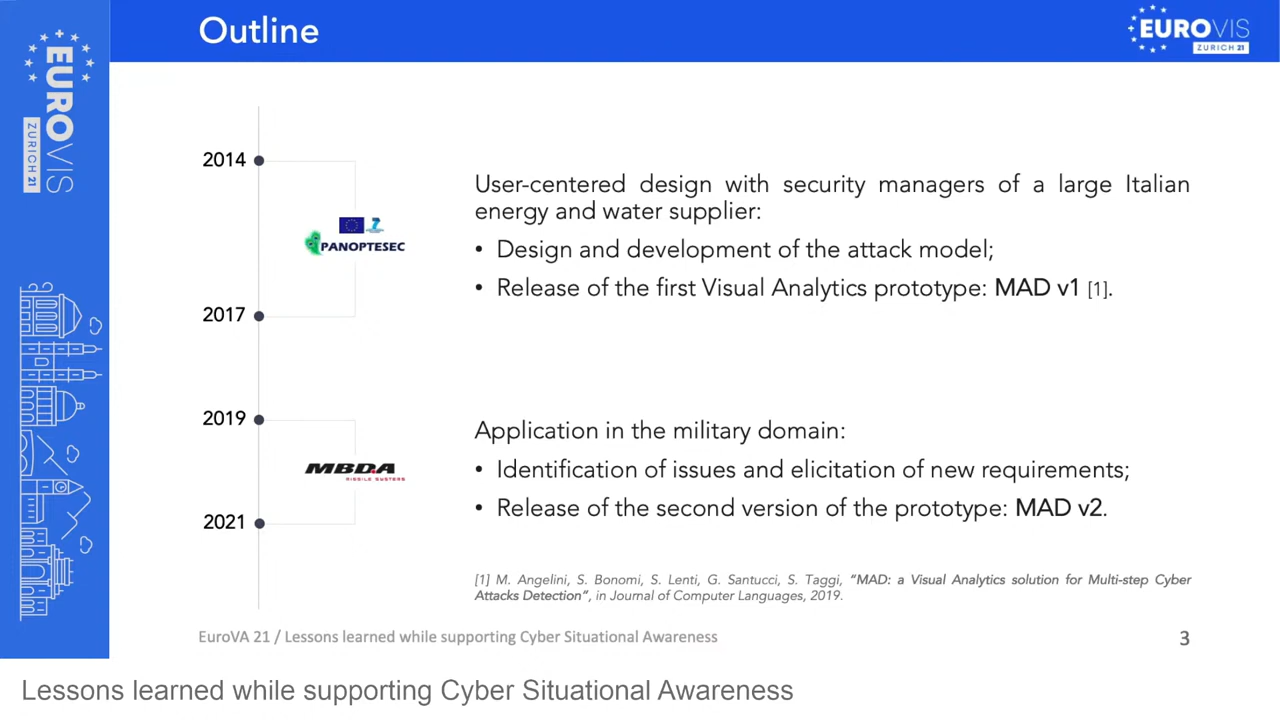 Outline
EUROVIS
ZURICH 21
EUROVIS
ZURICH 21
2014
7
PANOPTESEC
2017
User-centered design with security managers of a large Italian
energy and water supplier:
• Design and development of the attack model;
• Release of the first Visual Analytics prototype: MAD v1 [1].
2019
MBDA
MISSILE SYSTEMS
2021
Application in the military domain:
• Identification of issues and elicitation of new requirements;
• Release of the second version of the prototype: MAD v2.
[1] M. Angelini, S. Bonomi, S. Lenti, G. Santucci, S. Taggi, “MAD: a Visual Analytics solution for Multi-step Cyber
Attacks Detection”, in Journal of Computer Languages, 2019.
EuroVA 21 / Lessons learned while supporting Cyber Situational Awareness
3
Lessons learned while supporting Cyber Situational Awareness